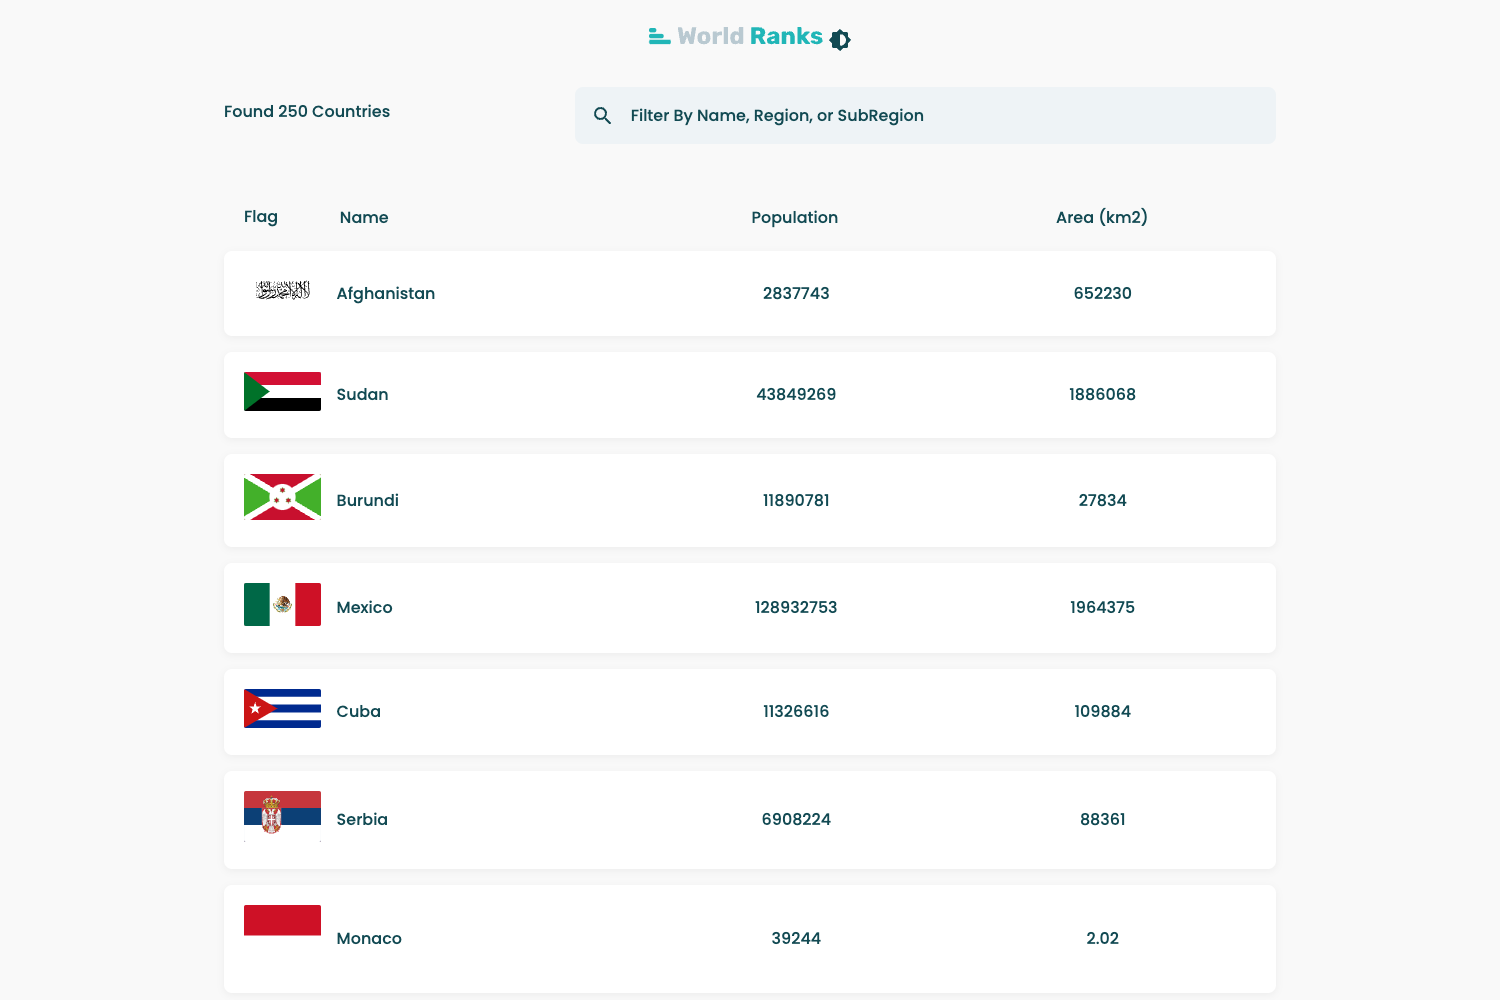 World Ranks
Found 250 Countries
Filter By Name, Region, or SubRegion
Flag Name Population Area (km2)
Afghanistan 2837743 652230
Sudan 43849269 1886068
Burundi 11890781 27834
Mexico 128932753 1964375
Cuba 11326616 109884
Serbia 6908224 88361
Monaco 39244 2.02